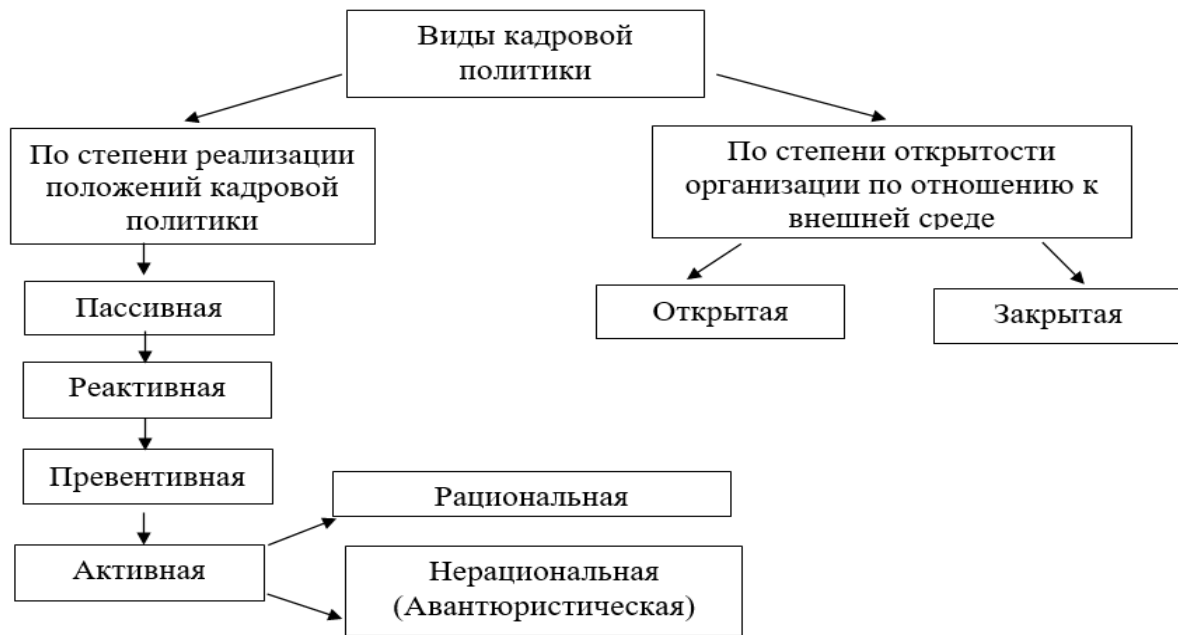 Виды кадровой
политики
По степени реализации
положений кадровой
политики
По степени открытости
организации по отношению к
внешней среде
Пассивная
Открытая
Закрытая
Реактивная
Превентивная
Рациональная
Активная
Нерациональная
(Авантюристическая)